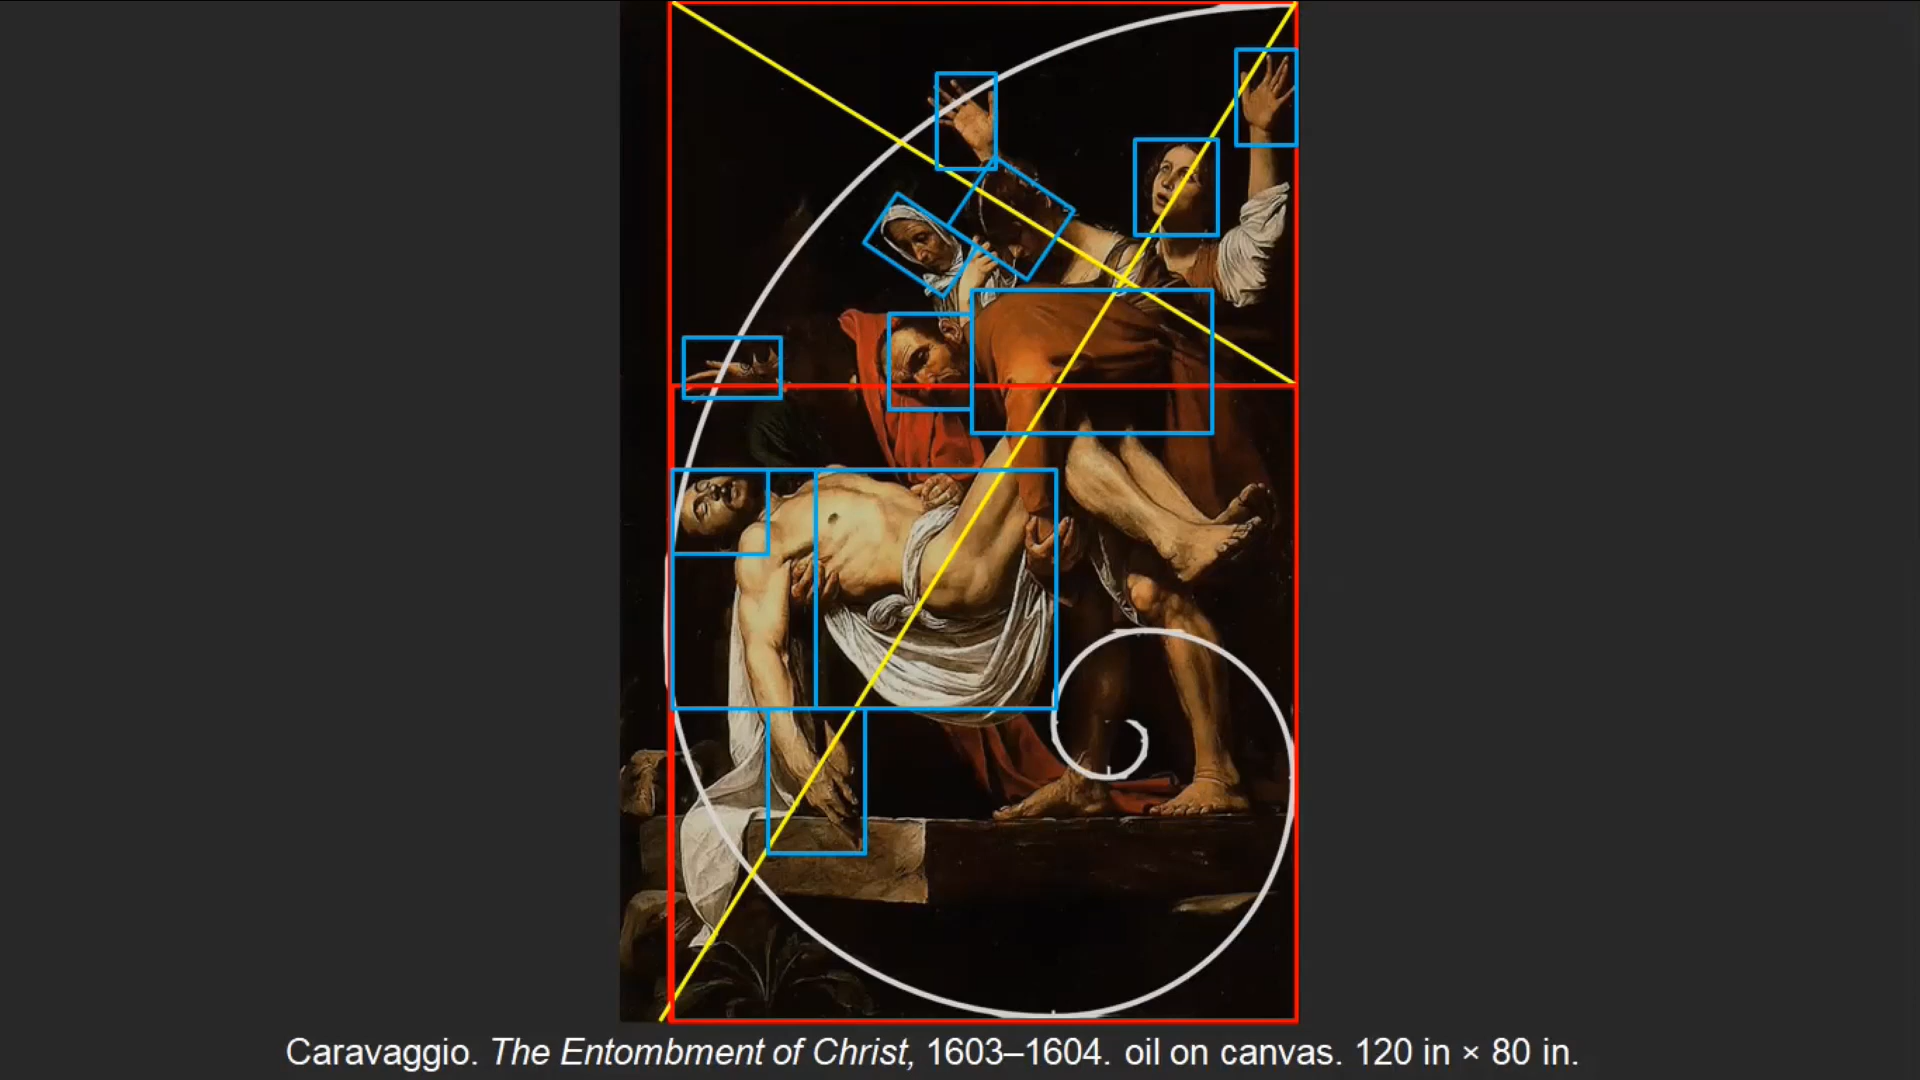 Caravaggio. The Entombment of Christ, 1603–1604. oil on canvas. 120 in × 80 in.